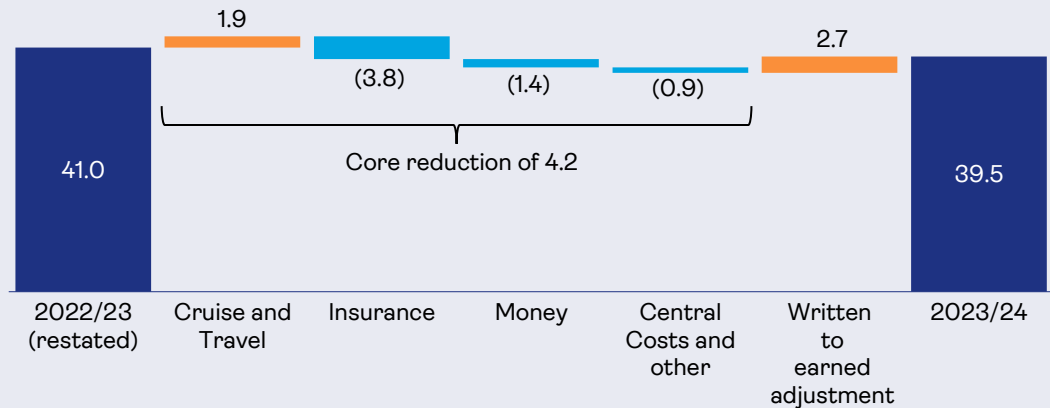 1.9
(3.8)
(1.4)
(0.9)
2.7
Core reduction of 4.2
41.0
39.5
2022/23
(restated)
Cruise and
Travel
Insurance
Money
Central
Costs and
other
Written
to
earned
adjustment
2023/24